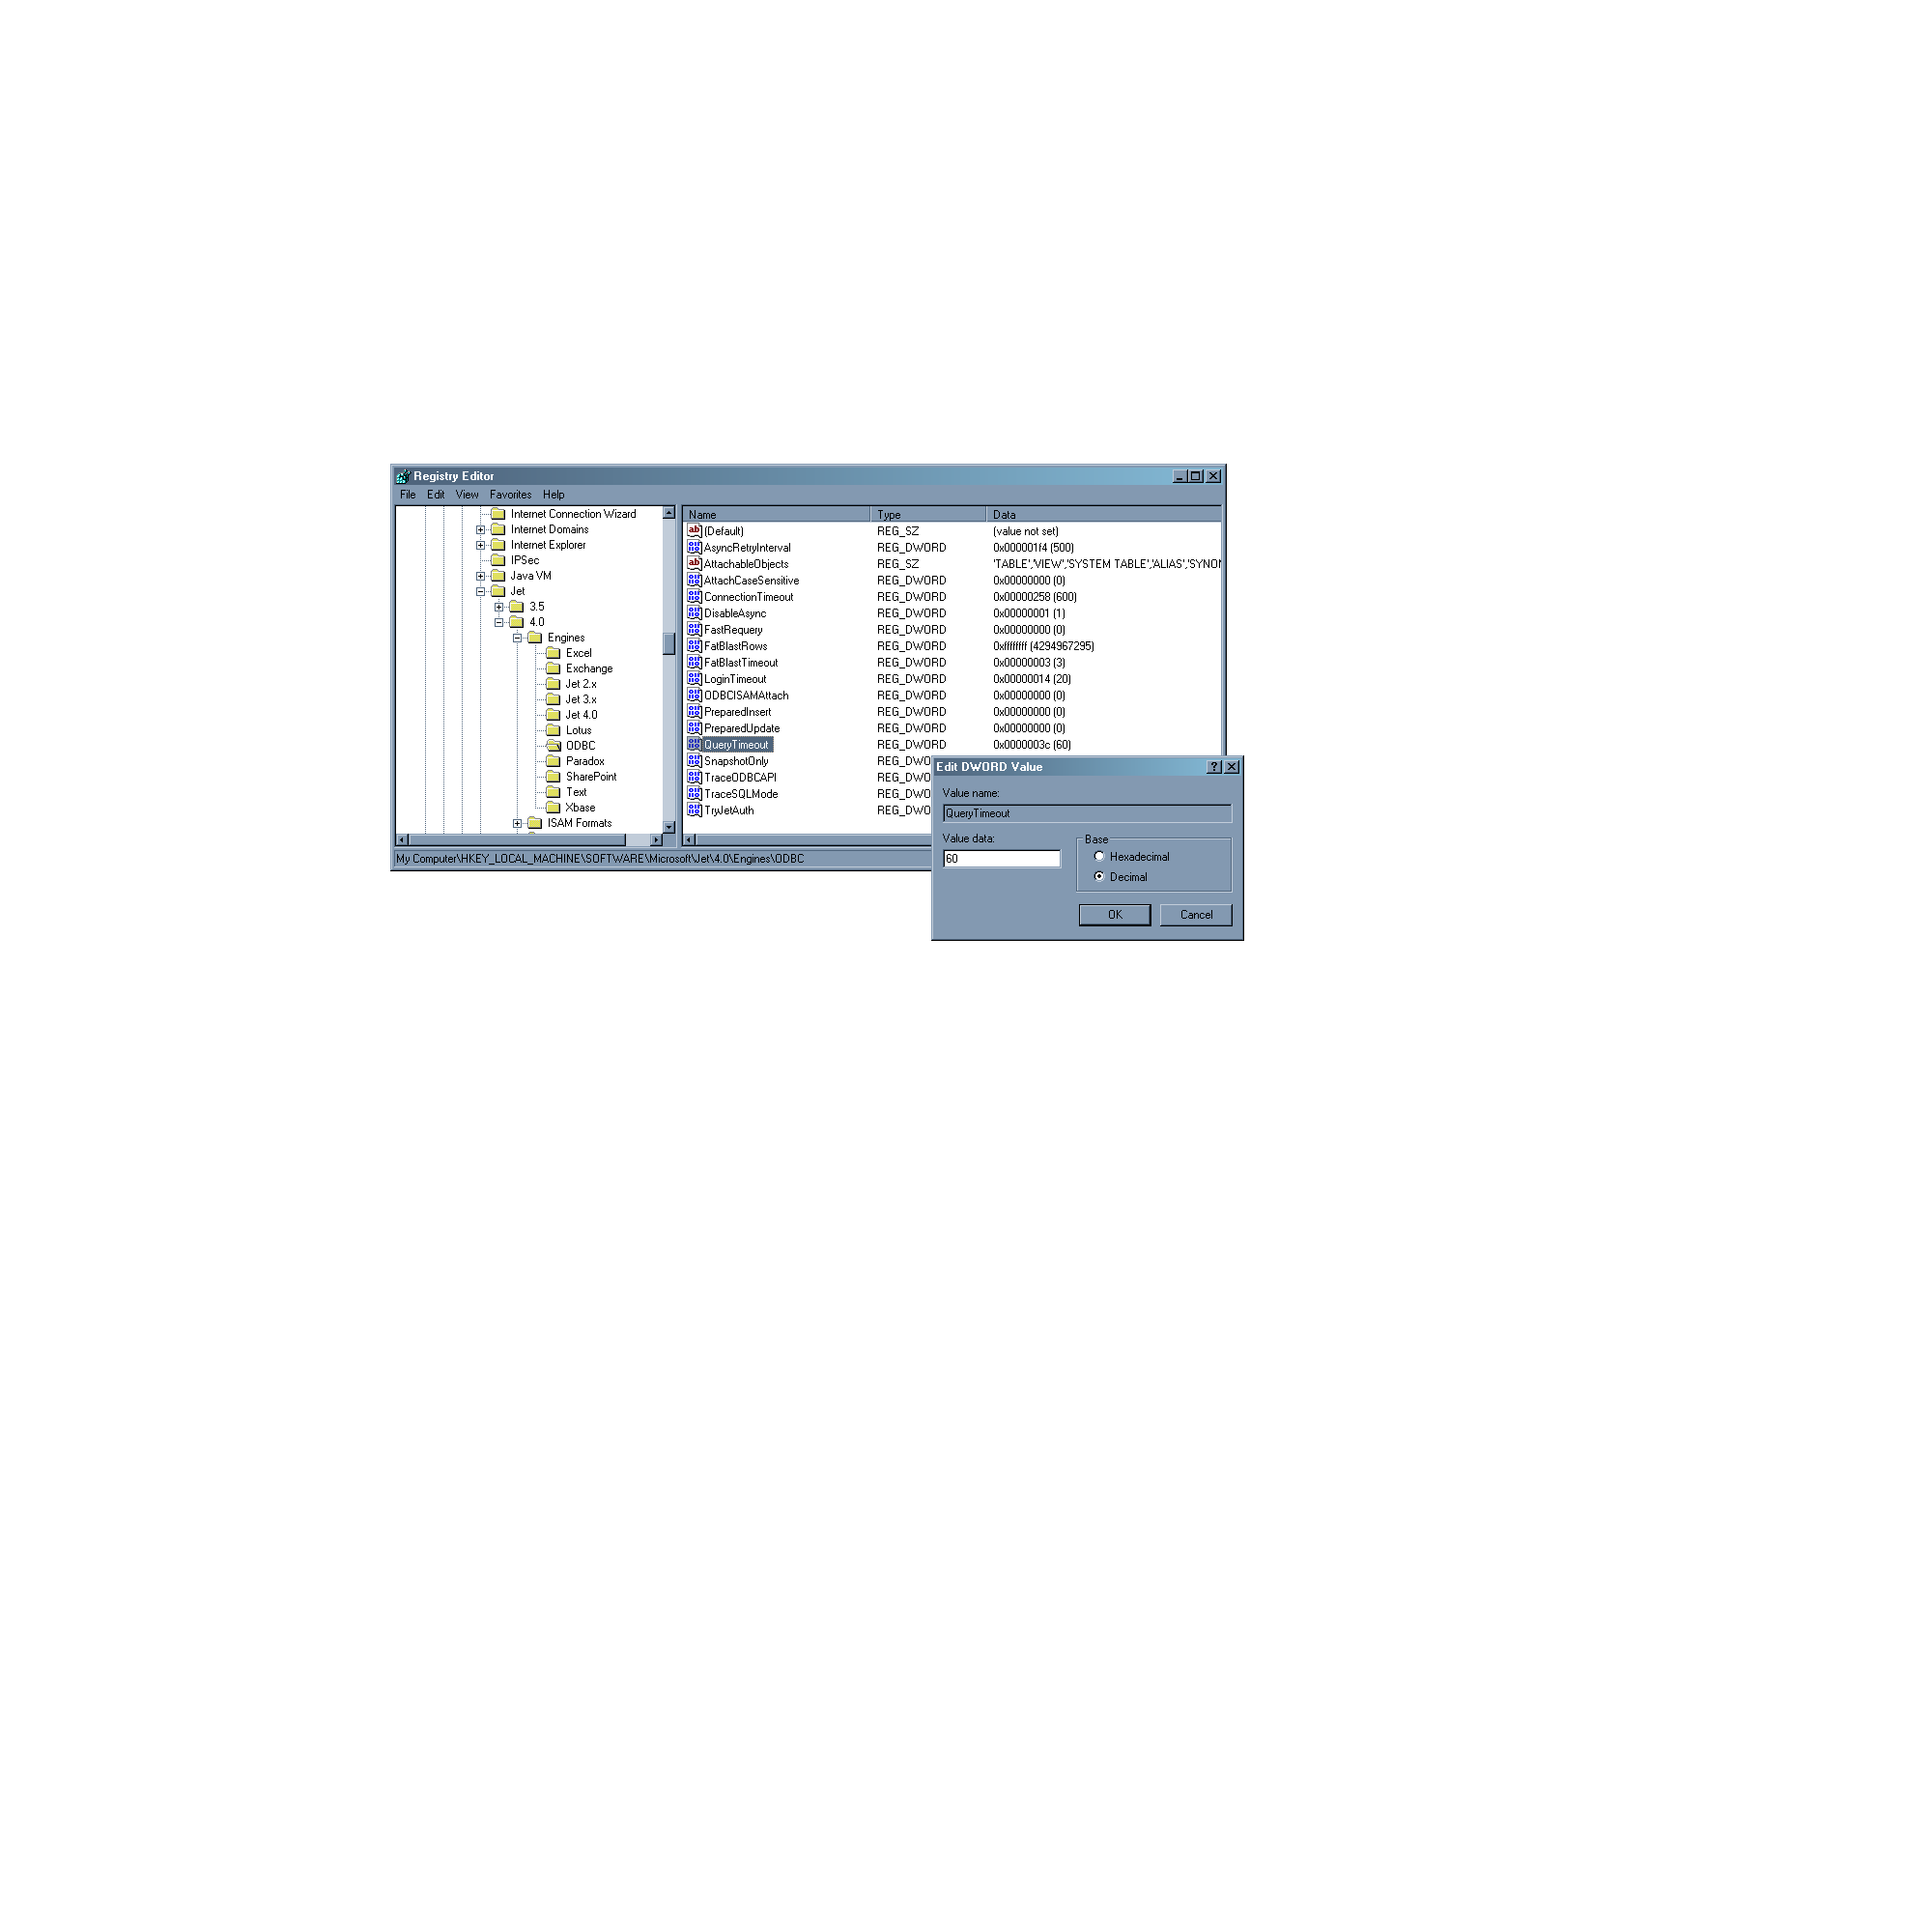 Registry Editor
File Edit View Favorites Help
Internet Connection Wizard
Internet Domains
Internet Explorer
IPSec
Java VM
Jet
3.5
4.0
Engines
Excel
Exchange
Jet 2.x
Jet 3.x
Jet 4.0
Lotus
ODBC
Paradox
SharePoint
Text
Xbase
ISAM Formats
Name Type Data
(Default) REG_SZ (value not set)
AsyncRetryInterval REG_DWORD 0x000001f4 (500)
AttachableObjects REG_SZ 'TABLE','VIEW','SYSTEM TABLE','ALIAS','SYNON
AttachCaseSensitive REG_DWORD 0x00000000 (0)
ConnectionTimeout REG_DWORD 0x00000258 (600)
DisableAsync REG_DWORD 0x00000001 (1)
FastRequery REG_DWORD 0x00000000 (0)
FatBlastRows REG_DWORD 0xffffffff (4294967295)
FatBlastTimeout REG_DWORD 0x00000003 (3)
LoginTimeout REG_DWORD 0x00000014 (20)
ODBCISAMAttach REG_DWORD 0x00000000 (0)
PreparedInsert REG_DWORD 0x00000000 (0)
PreparedUpdate REG_DWORD 0x00000000 (0)
QueryTimeout REG_DWORD 0x0000003c (60)
SnapshotOnly REG_DWO
TraceODBCAPI REG_DWO
TraceSQLMode REG_DWO
TryJetAuth REG_DWO
My Computer\HKEY_LOCAL_MACHINE\SOFTWARE\Microsoft\Jet\4.0\Engines\ODBC
Edit DWORD Value
Value name:
QueryTimeout
Value data:
60
Base
Hexadecimal
Decimal
OK Cancel